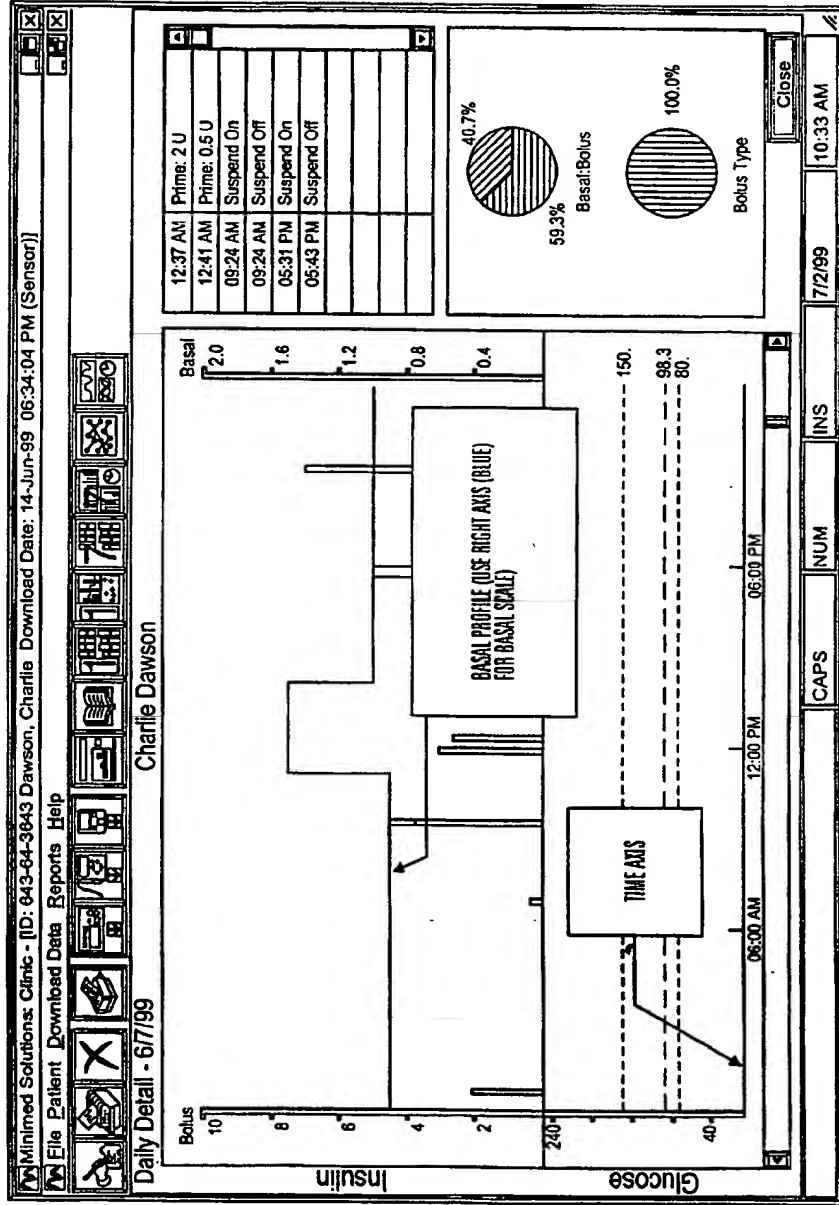 Minimed Solutions: Clinic - [ID: 643-64-3643 Dawson, Charlie Download Date: 14-Jun-99 06:34:04 PM (Sensor)]
File Patient Download Data Reports Help
Daily Detail - 6/7/99
Charlie Dawson
Bolus
Basal
10
8
6
4
2
2.0
1.6
1.2
0.8
0.4
Insulin
BASAL PROFILE (USE RIGHT AXIS (BLUE)
FOR BASAL SCALE)
240
40
Glucose
TIME AXIS
150.
98.3
80.
06:00 AM
12:00 PM
06:00 PM
12:37 AM Prime: 2 U
12:41 AM Prime: 0.5 U
09:24 AM Suspend On
09:24 AM Suspend Off
05:31 PM Suspend On
05:43 PM Suspend Off
40.7%
59.3%
Basal:Bolus
100.0%
Bolus Type
Close
CAPS
NUM
INS
7/2/99
10:33 AM